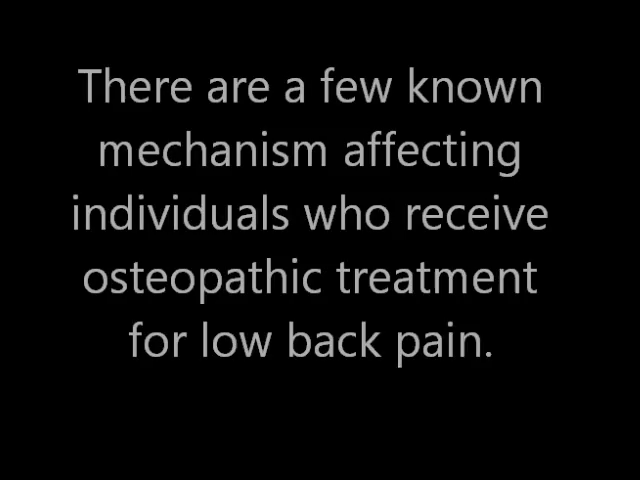 There are a few known
mechanism affecting
individuals who receive
osteopathic treatment
for low back pain.